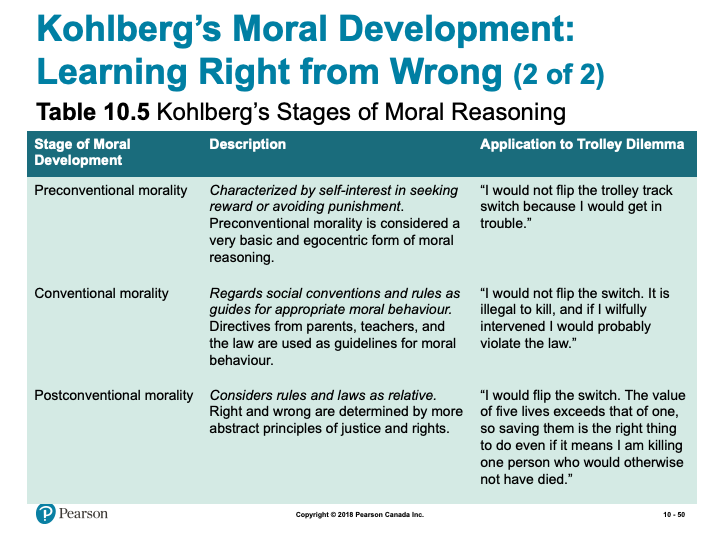 Kohlberg’s Moral Development:
Learning Right from Wrong (2 of 2)
Table 10.5 Kohlberg’s Stages of Moral Reasoning
Stage of Moral
Development
Description
Application to Trolley Dilemma
Preconventional morality
Characterized by self-interest in seeking
reward or avoiding punishment.
Preconventional morality is considered a
very basic and egocentric form of moral
reasoning.
“I would not flip the trolley track
switch because I would get in
trouble.”
Conventional morality
Regards social conventions and rules as
guides for appropriate moral behaviour.
Directives from parents, teachers, and
the law are used as guidelines for moral
behaviour.
“I would not flip the switch. It is
illegal to kill, and if I wilfully
intervened I would probably
violate the law.”
Postconventional morality
Considers rules and laws as relative.
Right and wrong are determined by more
abstract principles of justice and rights.
“I would flip the switch. The value
of five lives exceeds that of one,
so saving them is the right thing
to do even if it means I am killing
one person who would otherwise
not have died.”
Pearson
Copyright © 2018 Pearson Canada Inc.
10 - 50